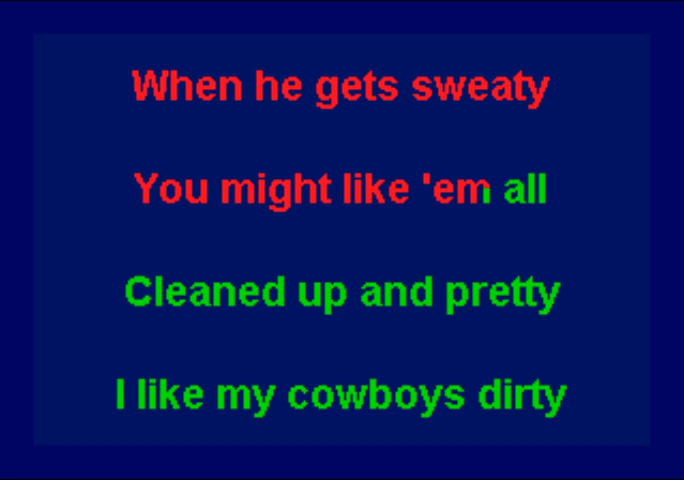 When he gets sweaty
You might like 'em all
Cleaned up and pretty
I like my cowboys dirty